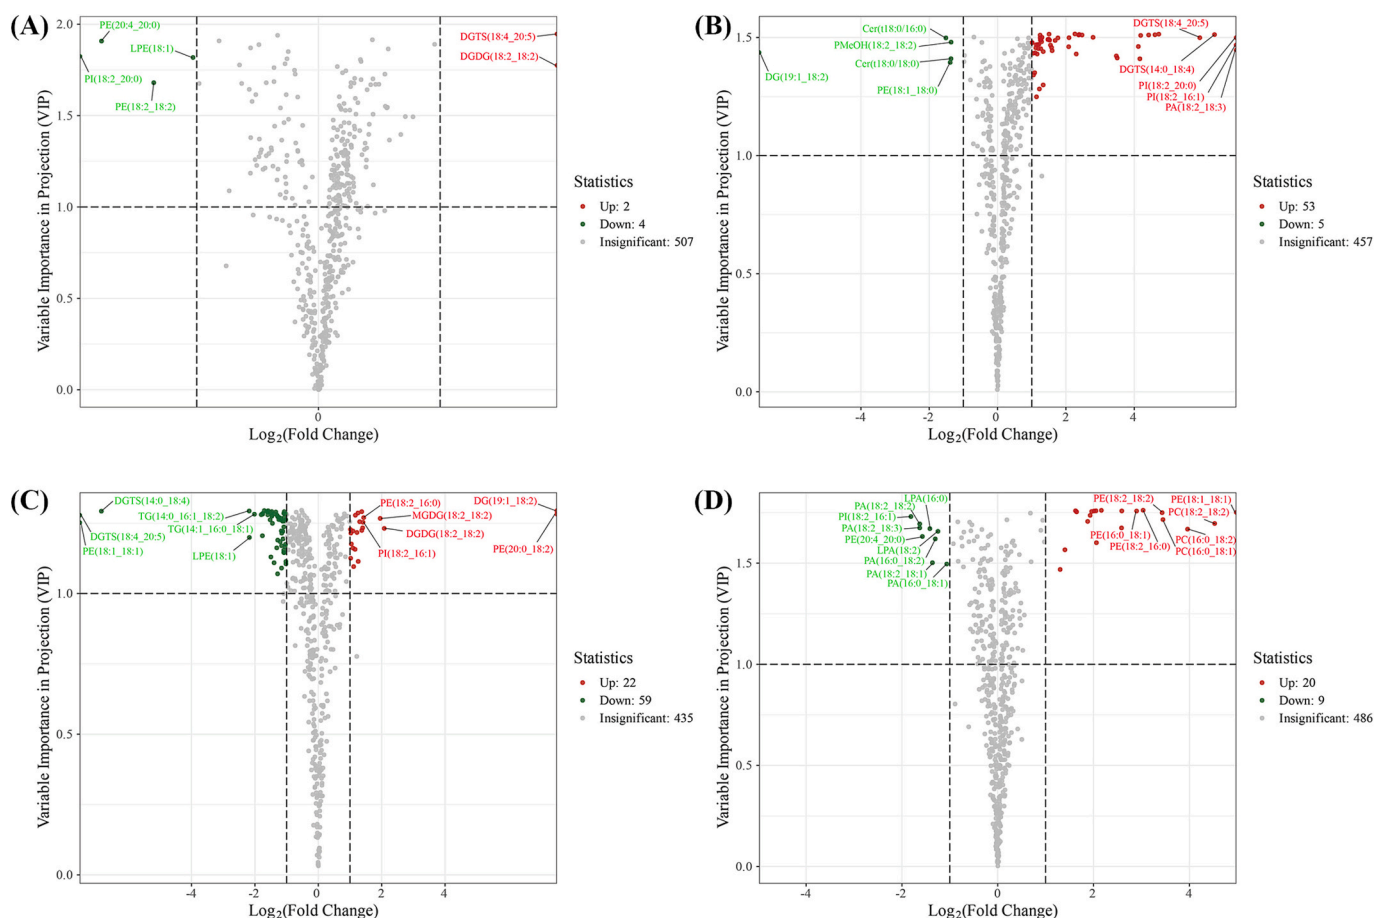 (A)
2.0
1.5
1.0
0.5
0.0
Variable Importance in Projection (VIP)
PE(20:4_20:0)
LPE(18:1)
PI(18:2_20:0)
PE(18:2_18:2)
DGTS(18:4_20:5)
DGDG(18:2_18:2)
0
Log2(Fold Change)
Statistics
Up: 2
Down: 4
Insignificant: 507
(B)
1.5
1.0
0.5
0.0
Variable Importance in Projection (VIP)
Cer(t18:0/16:0)
PMeOH(18:2_18:2)
Cer(t18:0/18:0)
DG(19:1_18:2)
PE(18:1_18:0)
DGTS(18:4_20:5)
DGTS(14:0_18:4)
PI(18:2_20:0)
PI(18:2_16:1)
PA(18:2_18:3)
-4 -2 0 2 4
Log2(Fold Change)
Statistics
Up: 53
Down: 5
Insignificant: 457
(C)
1.0
0.5
0.0
Variable Importance in Projection (VIP)
DGTS(14:0_18:4)
TG(14:0_16:1_18:2)
TG(14:1_16:0_18:1)
DGTS(18:4_20:5)
PE(18:1_18:1)
LPE(18:1)
PE(18:2_16:0)
DG(19:1_18:2)
MGDG(18:2_18:2)
DGDG(18:2_18:2)
PI(18:2_16:1)
PE(20:0_18:2)
-2 0 2
Log2(Fold Change)
Statistics
Up: 22
Down: 59
Insignificant: 435
(D)
1.5
1.0
0.5
0.0
Variable Importance in Projection (VIP)
LPA(16:0)
PA(18:2_18:2)
PI(18:2_16:1)
PA(18:2_18:3)
PE(20:4_20:0)
LPA(18:2)
PA(16:0_18:2)
PA(18:2_18:1)
PA(16:0_18:1)
PE(18:2_18:2)
PE(18:1_18:1)
PC(18:2_18:2)
PE(16:0_18:1)
PC(16:0_18:2)
PE(18:2_16:0)
PC(16:0_18:1)
-4 -2 0 2 4
Log2(Fold Change)
Statistics
Up: 20
Down: 9
Insignificant: 486